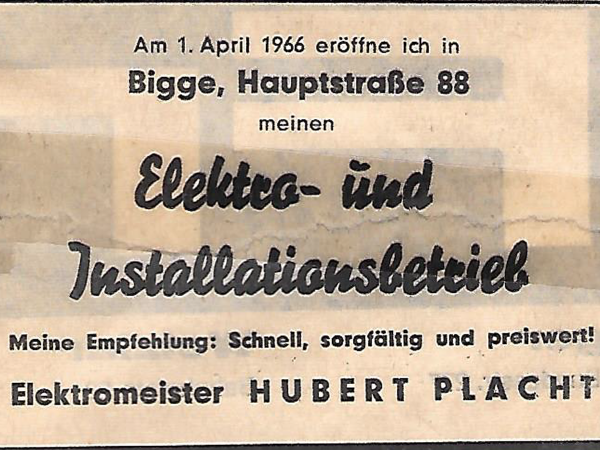 Am 1. April 1966 eröffne ich in
Bigge, Hauptstraße 88
meinen
Elektro- und
Installationsbetrieb
Meine Empfehlung: Schnell, sorgfältig und preiswert!
Elektromeister HUBERT PLACHT